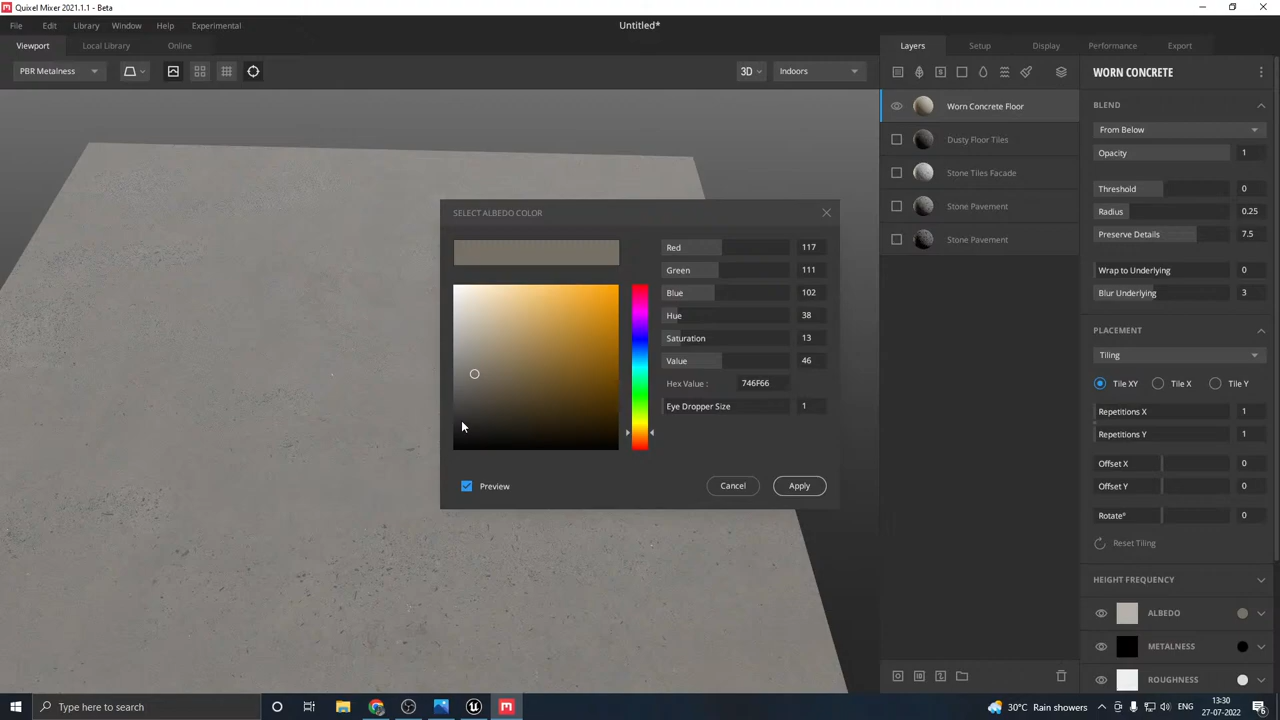 Quixel Mixer 2021.1.1 - Beta
File Edit Library Window Help Experimental
Untitled*
Viewport Local Library Online
Layers Setup Display Performance Export
PBR Metalness
3D
Indoors
WORN CONCRETE
Worn Concrete Floor
Dusty Floor Tiles
Stone Tiles Facade
Stone Pavement
Stone Pavement
BLEND
From Below
Opacity 1
Threshold 0
Radius 0.25
Preserve Details 7.5
Wrap to Underlying 0
Blur Underlying 3
PLACEMENT
Tiling
Tile XY Tile X Tile Y
Repetitions X 1
Repetitions Y 1
Offset X 0
Offset Y 0
Rotate° 0
Reset Tiling
HEIGHT FREQUENCY
ALBEDO
METALNESS
ROUGHNESS
SELECT ALBEDO COLOR
Red 117
Green 111
Blue 102
Hue 38
Saturation 13
Value 46
Hex Value : 746F66
Eye Dropper Size 1
Preview
Cancel Apply
Type here to search
30°C Rain showers
ENG
13:30
27-07-2022